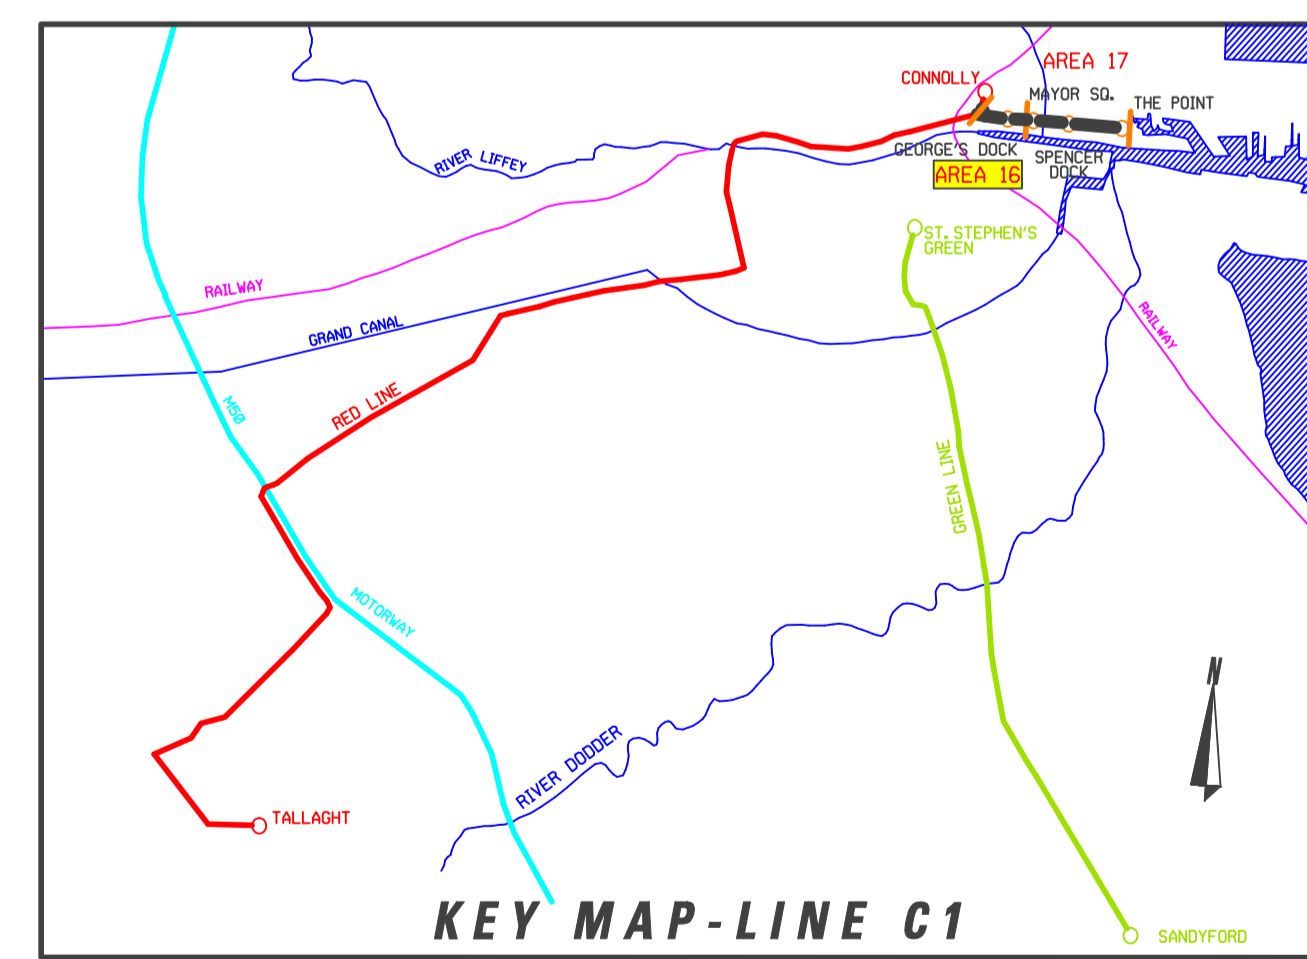 AREA 17
CONNOLLY
MAYOR SQ.
THE POINT
GEORGE'S DOCK
SPENCER
DOCK
AREA 16
RIVER LIFFEY
ST. STEPHEN'S
GREEN
RAILWAY
GRAND CANAL
RAILWAY
M50
RED LINE
GREEN LINE
MOTORWAY
N
RIVER DODDER
TALLAGHT
KEY MAP-LINE C1
SANDYFORD